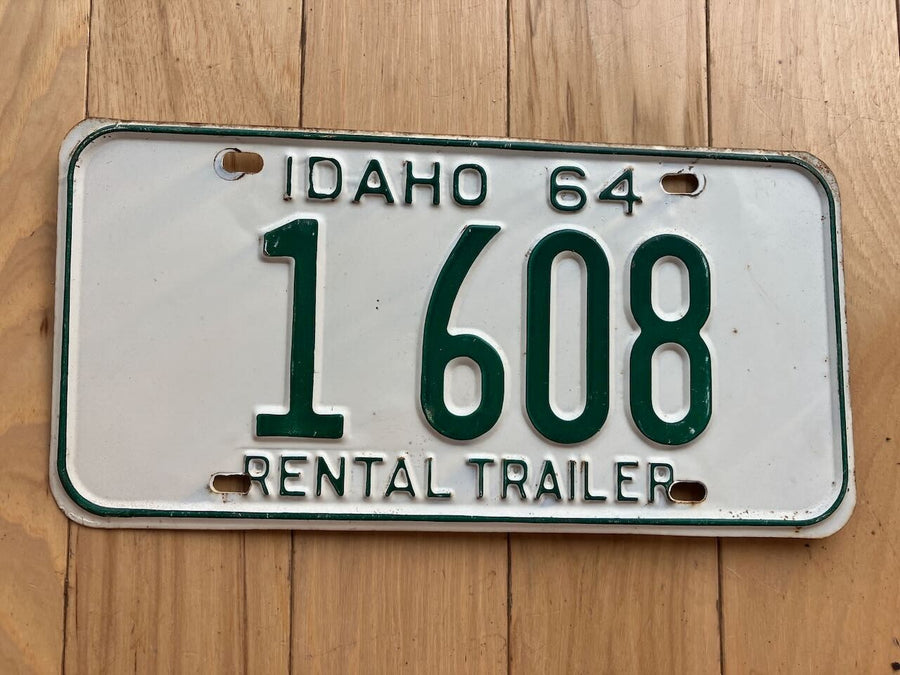 IDAHO 64
1 608
RENTAL TRAILER